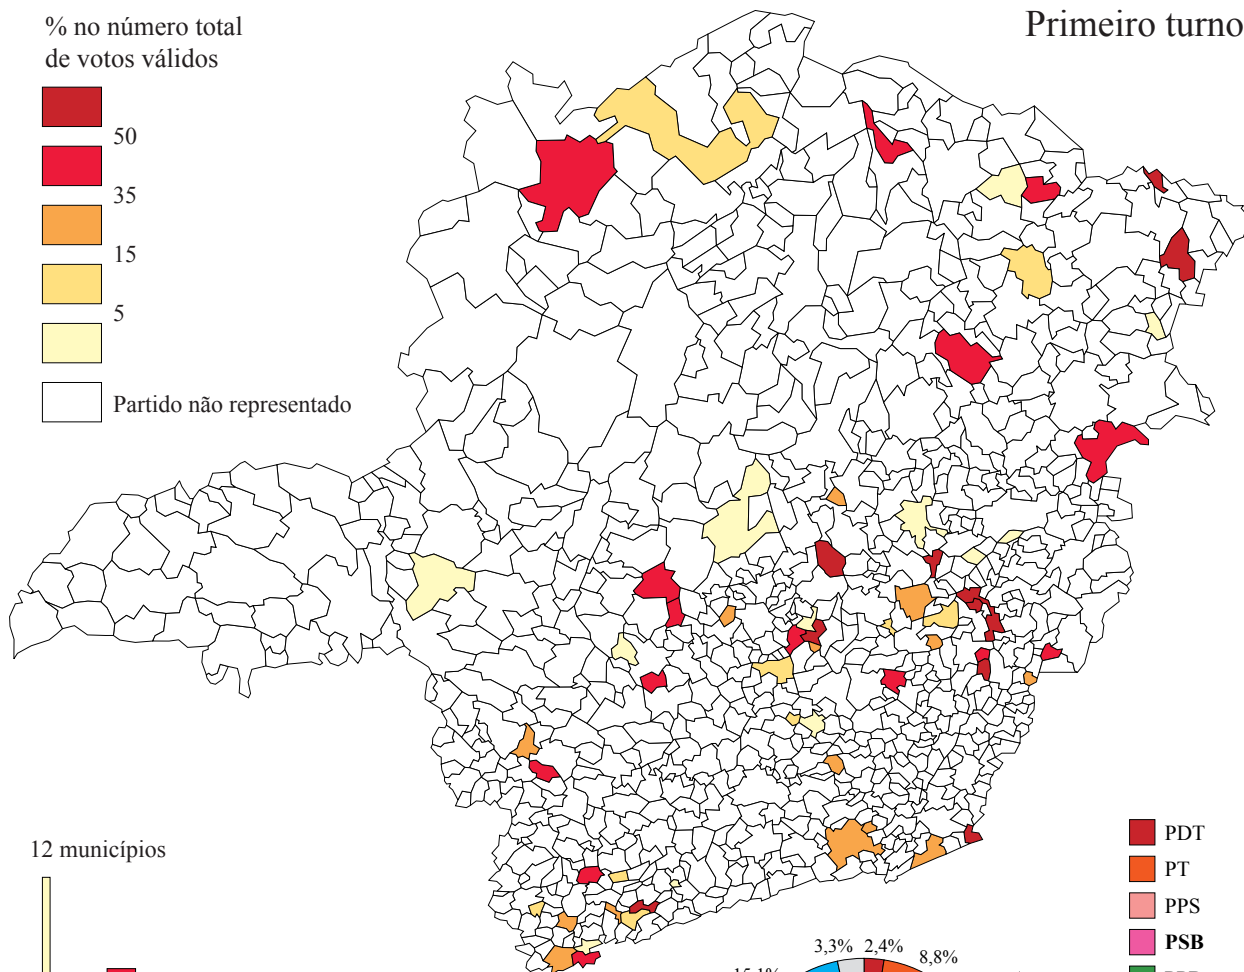 Primeiro turno
% no número total
de votos válidos
50
35
15
5
Partido não representado
12 municípios
3,3%
2,4%
8,8%
PDT
PT
PPS
PSB